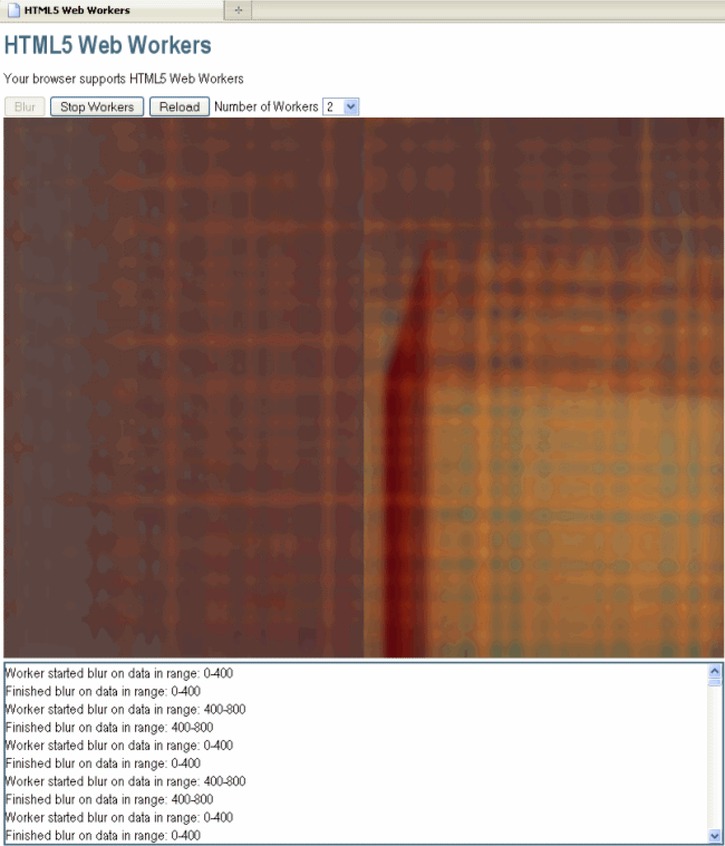 HTML5 Web Workers
HTML5 Web Workers
Your browser supports HTML5 Web Workers
Blur Stop Workers Reload Number of Workers 2
Worker started blur on data in range: 0-400
Finished blur on data in range: 0-400
Worker started blur on data in range: 400-800
Finished blur on data in range: 400-800
Worker started blur on data in range: 0-400
Finished blur on data in range: 0-400
Worker started blur on data in range: 400-800
Finished blur on data in range: 400-800
Worker started blur on data in range: 0-400
Finished blur on data in range: 0-400